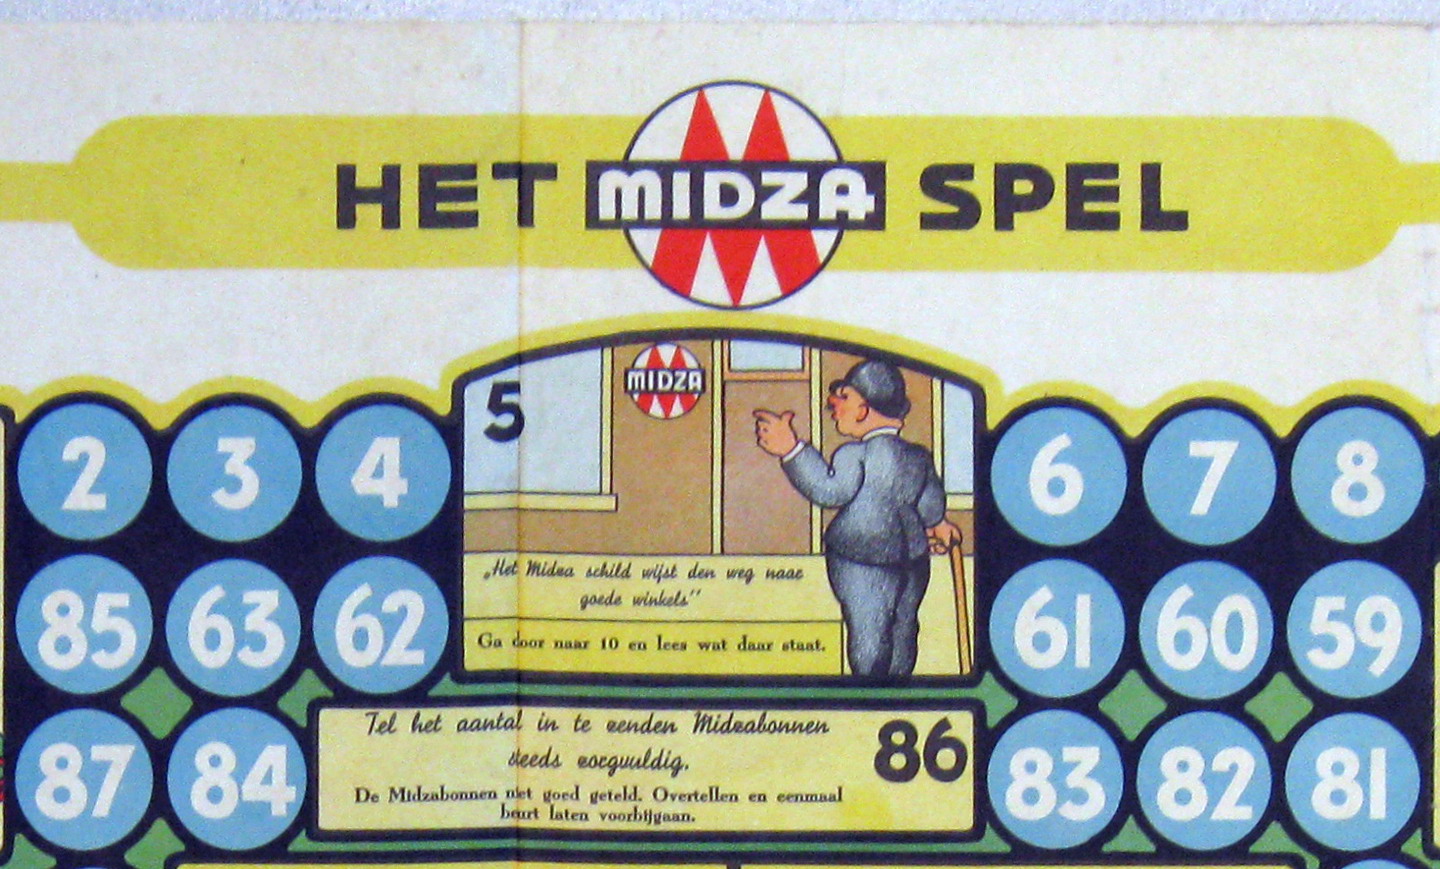 HET MIDZA SPEL
5
MIDZA
„Het Midza schild wijst den weg naar
goede winkels”
Ga door naar 10 en lees wat daar staat.
2 3 4 6 7 8
85 63 62 61 60 59
Tel het aantal in te zenden Midzabonnen
steeds zorgvuldig.
86
De Midzabonnen niet goed geteld. Overtellen en eenmaal
beurt laten voorbijgaan.
87 84 83 82 81